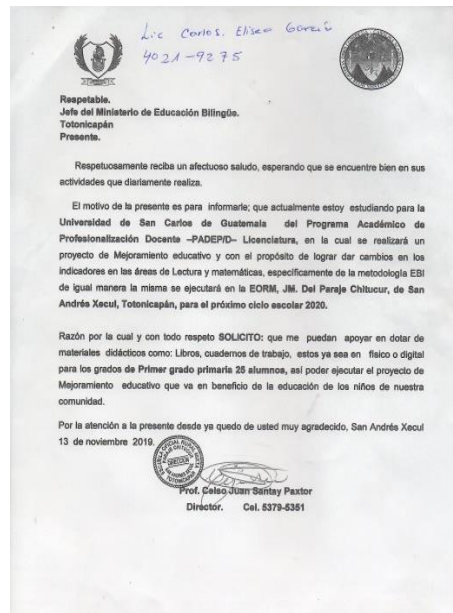 Lic Carlos. Eliseo García
4021-9275
Respetable.
Jefe del Ministerio de Educación Bilingüe.
Totonicapán
Presente.
Respetuosamente reciba un afectuoso saludo, esperando que se encuentre bien en sus
actividades que diariamente realiza.
El motivo de la presente es para informarle; que actualmente estoy estudiando para la
Universidad de San Carlos de Guatemala del Programa Académico de
Profesionalización Docente –PADEP/D– Licenciatura, en la cual se realizará un
proyecto de Mejoramiento educativo y con el propósito de lograr dar cambios en los
indicadores en las áreas de Lectura y matemáticas, específicamente de la metodología EBI
de igual manera la misma se ejecutará en la EORM, JM. Del Paraje Chitucur, de San
Andrés Xecul, Totonicapán, para el próximo ciclo escolar 2020.
Razón por la cual y con todo respeto SOLICITO: que me puedan apoyar en dotar de
materiales didácticos como: Libros, cuadernos de trabajo, estos ya sea en físico o digital
para los grados de Primer grado primaria 25 alumnos, así poder ejecutar el proyecto de
Mejoramiento educativo que va en beneficio de la educación de los niños de nuestra
comunidad.
Por la atención a la presente desde ya quedo de usted muy agradecido, San Andrés Xecul
13 de noviembre 2019.
DIRECCION
TOTONICAPAN
Prof. Celso Juan Santay Paxtor
Director. Cel. 5379-5351